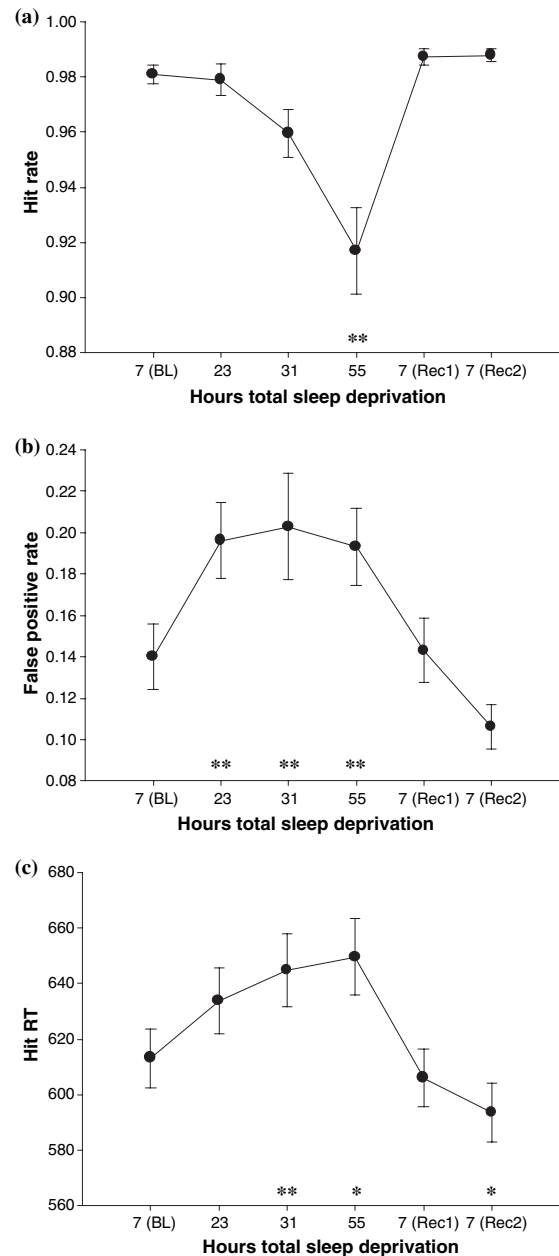 (a)
1.00
0.98
0.96
0.94
0.92
0.90
0.88
Hit rate
**
7 (BL) 23 31 55 7 (Rec1) 7 (Rec2)
Hours total sleep deprivation
(b)
0.24
0.22
0.20
0.18
0.16
0.14
0.12
0.10
0.08
False positive rate
** ** **
7 (BL) 23 31 55 7 (Rec1) 7 (Rec2)
Hours total sleep deprivation
(c)
680
660
640
620
600
580
560
Hit RT
** * *
7 (BL) 23 31 55 7 (Rec1) 7 (Rec2)
Hours total sleep deprivation